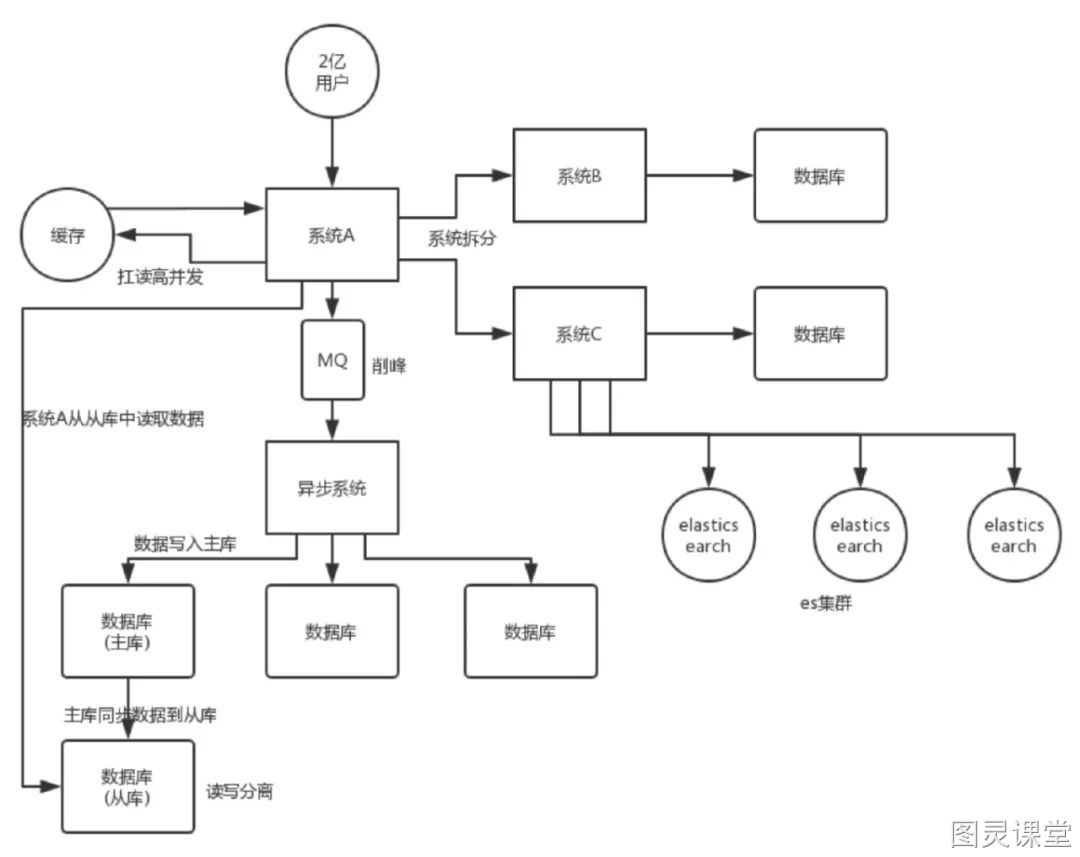 2亿
用户
系统B
数据库
缓存
系统A
系统拆分
扛读高并发
系统C
数据库
MQ
削峰
系统A从从库中读取数据
异步系统
elastics
earch
elastics
earch
elastics
earch
数据写入主库
es集群
数据库
(主库)
数据库
数据库
主库同步数据到从库
数据库
(从库)
读写分离
图灵课堂